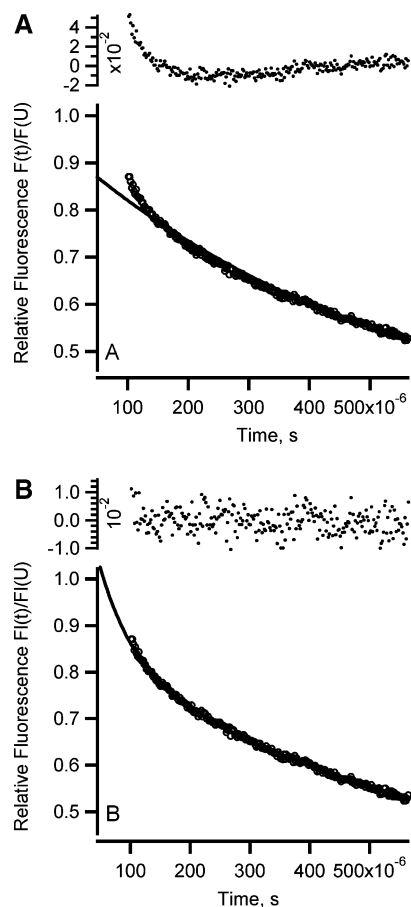 A
4
2
0
-2
x10-2
1.0
0.9
0.8
0.7
0.6
0.5
Relative Fluorescence F(t)/F(U)
A
100 200 300 400 500x10-6
Time, s
B
1.0
0.0
-1.0
10-2
1.0
0.9
0.8
0.7
0.6
0.5
Relative Fluorescence Fl(t)/Fl(U)
B
100 200 300 400 500x10-6
Time, s